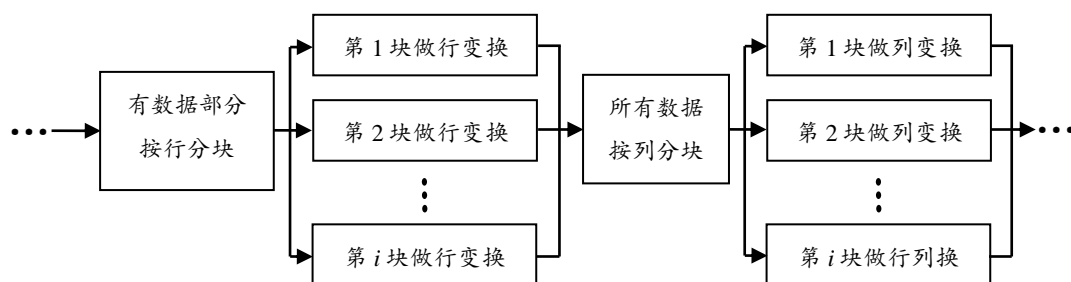 有数据部分
按行分块
第 1 块做行变换
第 2 块做行变换
第 i 块做行变换
所有数据
按列分块
第 1 块做列变换
第 2 块做列变换
第 i 块做行列换